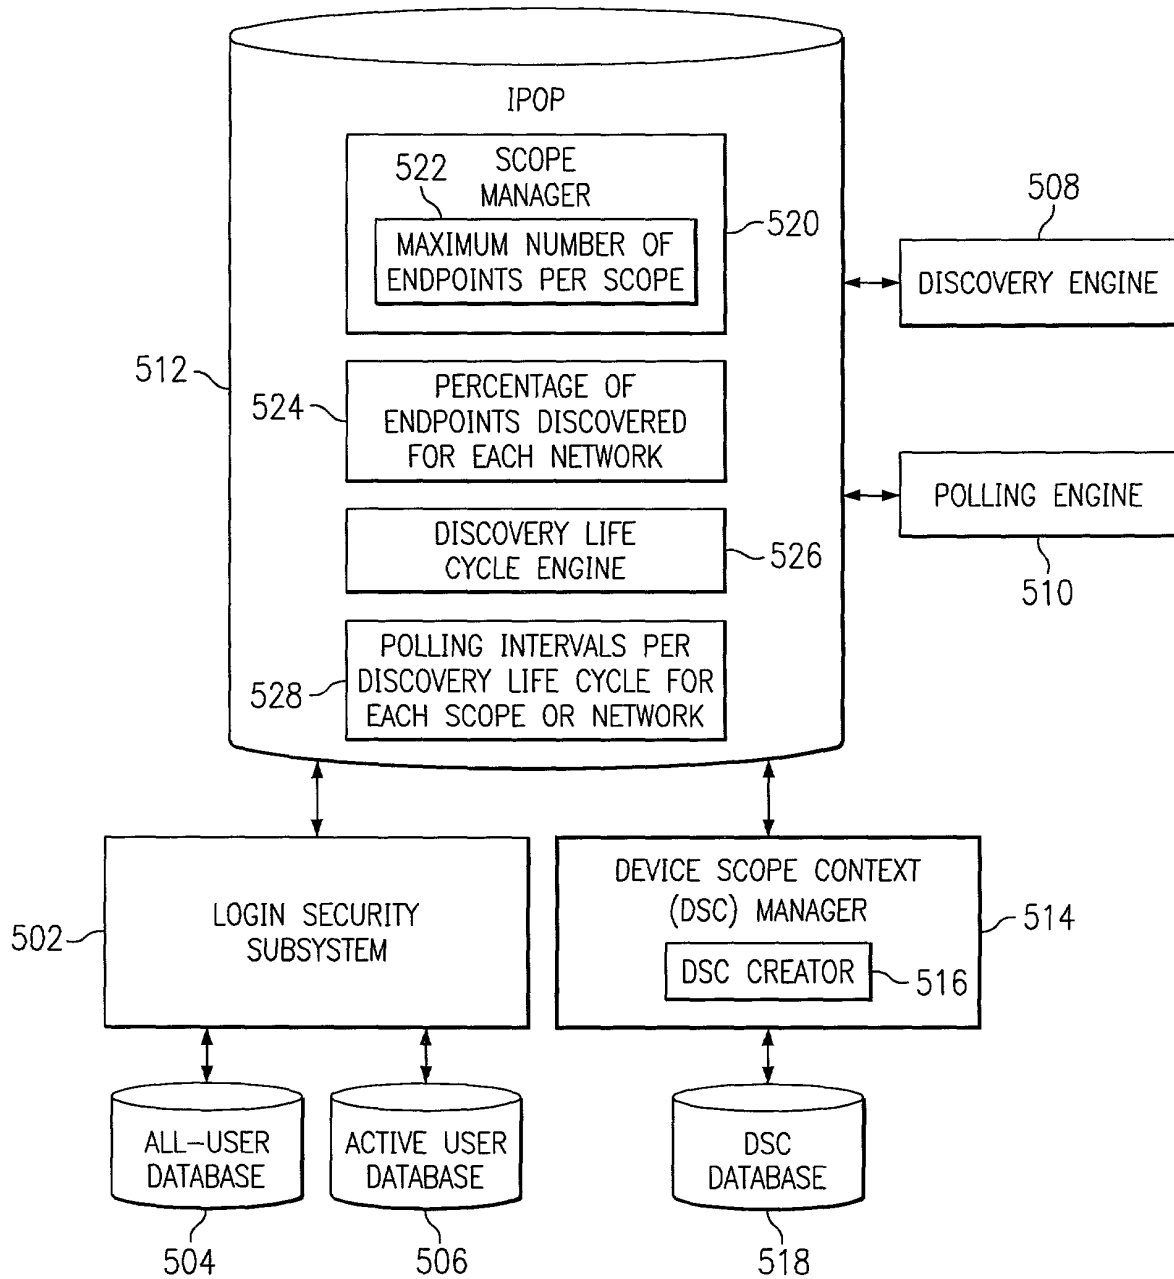 IPOP
SCOPE
MANAGER
522
MAXIMUM NUMBER OF
ENDPOINTS PER SCOPE
520
508
DISCOVERY ENGINE
512
524
PERCENTAGE OF
ENDPOINTS DISCOVERED
FOR EACH NETWORK
POLLING ENGINE
510
DISCOVERY LIFE
CYCLE ENGINE
526
528
POLLING INTERVALS PER
DISCOVERY LIFE CYCLE FOR
EACH SCOPE OR NETWORK
502
LOGIN SECURITY
SUBSYSTEM
DEVICE SCOPE CONTEXT
(DSC) MANAGER
514
DSC CREATOR
516
ALL-USER
DATABASE
504
ACTIVE USER
DATABASE
506
DSC
DATABASE
518